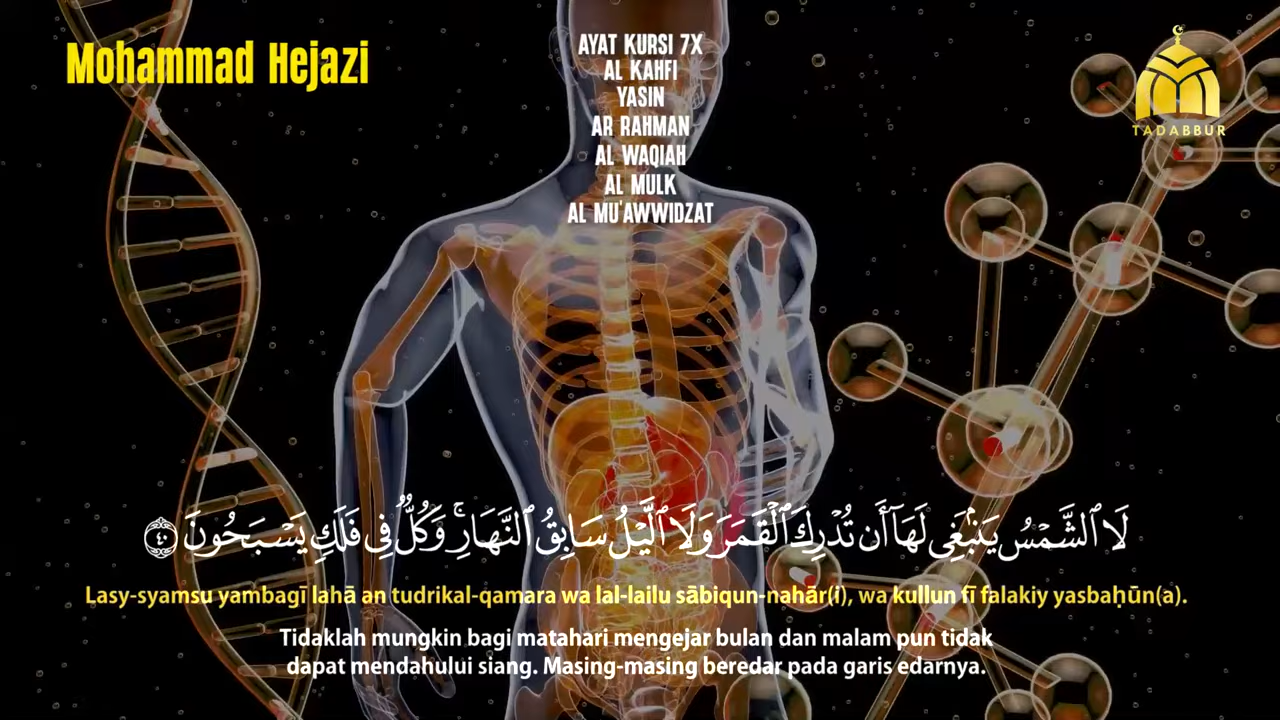 Mohammad Hejazi
AYAT KURSI 7X
AL KAHFI
YASIN
AR RAHMAN
AL WAQIAH
AL MULK
AL MU'AWWIDZAT
TADABBUR
لَا ٱلشَّمْسُ يَنۢبَغِى لَهَآ أَن تُدْرِكَ ٱلْقَمَرَ وَلَا ٱلَّيْلُ سَابِقُ ٱلنَّهَارِ ۚ وَكُلٌّ فِى فَلَكٍ يَسْبَحُونَ ٤٠
Lasy-syamsu yambagī lahā an tudrikal-qamara wa lal-lailu sābiqun-nahār(i), wa kullun fī falakiy yasbaḥūn(a).
Tidaklah mungkin bagi matahari mengejar bulan dan malam pun tidak
dapat mendahului siang. Masing-masing beredar pada garis edarnya.